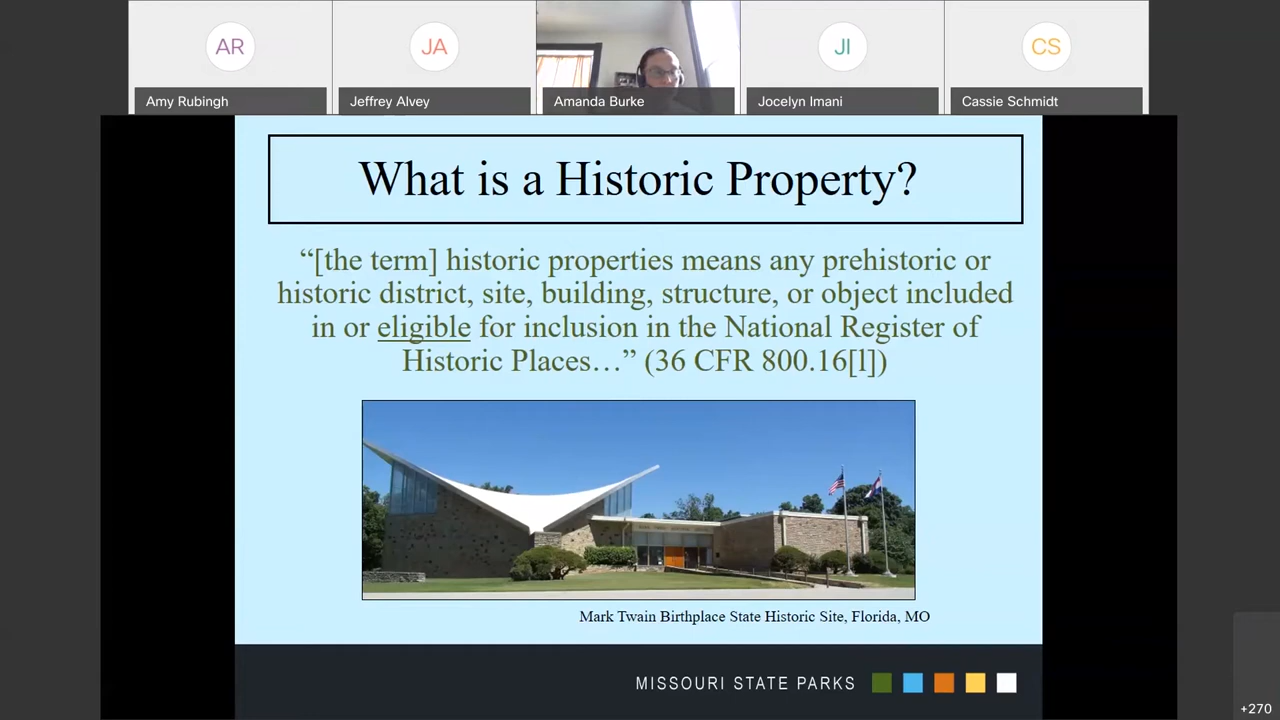 AR
JA
JI
CS
Amy Rubingh
Jeffrey Alvey
Amanda Burke
Jocelyn Imani
Cassie Schmidt
What is a Historic Property?
“[the term] historic properties means any prehistoric or
historic district, site, building, structure, or object included
in or eligible for inclusion in the National Register of
Historic Places…” (36 CFR 800.16[l])
Mark Twain Birthplace State Historic Site, Florida, MO
MISSOURI STATE PARKS
+270